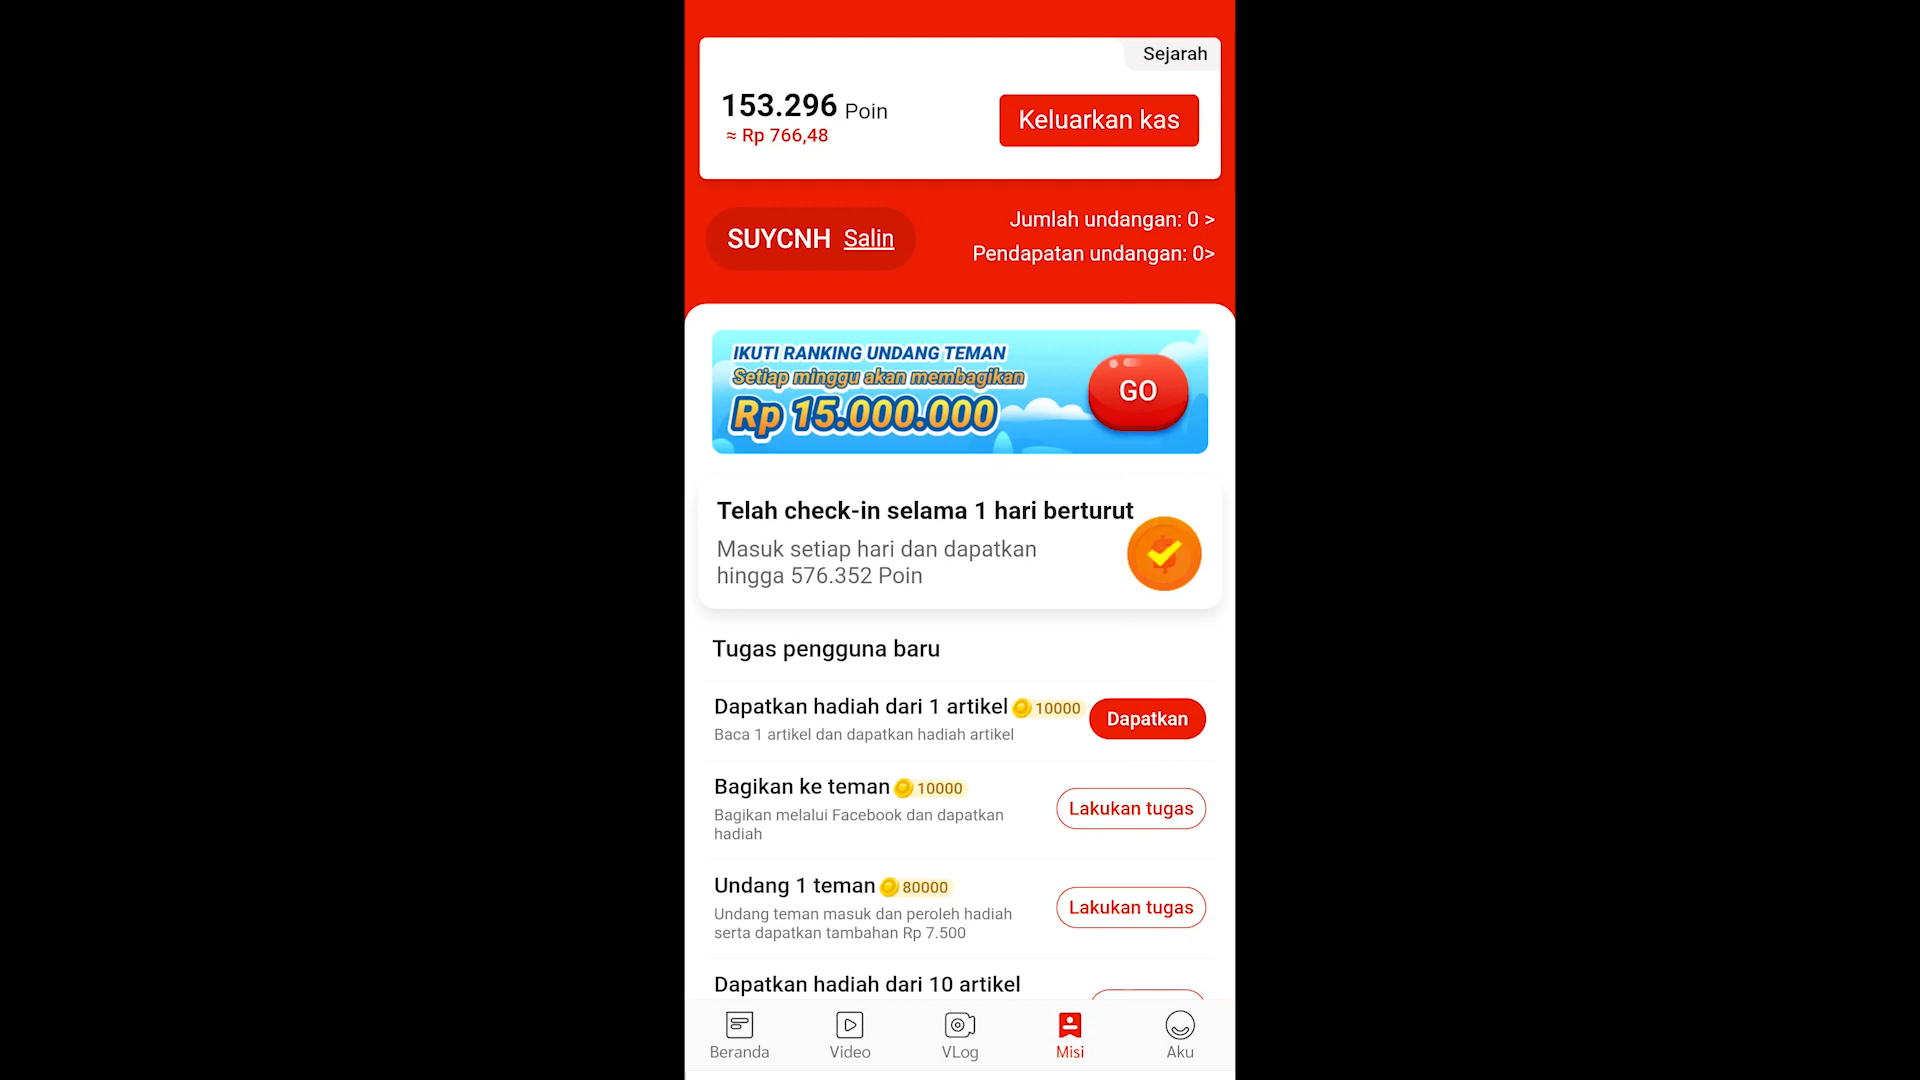 Sejarah
153.296 Poin
≈ Rp 766,48
Keluarkan kas
SUYCNH Salin
Jumlah undangan: 0 >
Pendapatan undangan: 0>
IKUTI RANKING UNDANG TEMAN
Setiap minggu akan membagikan
Rp 15.000.000
GO
Telah check-in selama 1 hari berturut
Masuk setiap hari dan dapatkan
hingga 576.352 Poin
Tugas pengguna baru
Dapatkan hadiah dari 1 artikel 10000
Baca 1 artikel dan dapatkan hadiah artikel
Dapatkan
Bagikan ke teman 10000
Bagikan melalui Facebook dan dapatkan
hadiah
Lakukan tugas
Undang 1 teman 80000
Undang teman masuk dan peroleh hadiah
serta dapatkan tambahan Rp 7.500
Lakukan tugas
Dapatkan hadiah dari 10 artikel
Beranda
Video
VLog
Misi
Aku